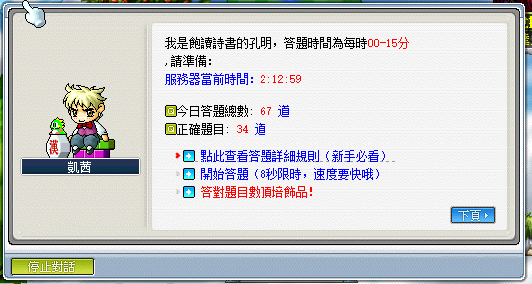 我是飽讀詩書的孔明，答題時間為每時00-15分
,請準備:
服務器當前時間: 2:12:59
今日答題總數: 67 道
正確題目: 34 道
點此查看答題詳細規則（新手必看）
開始答題（8秒限時，速度要快哦）
答對題目數頂培飾品!
漢
凱茜
下頁
停止對話